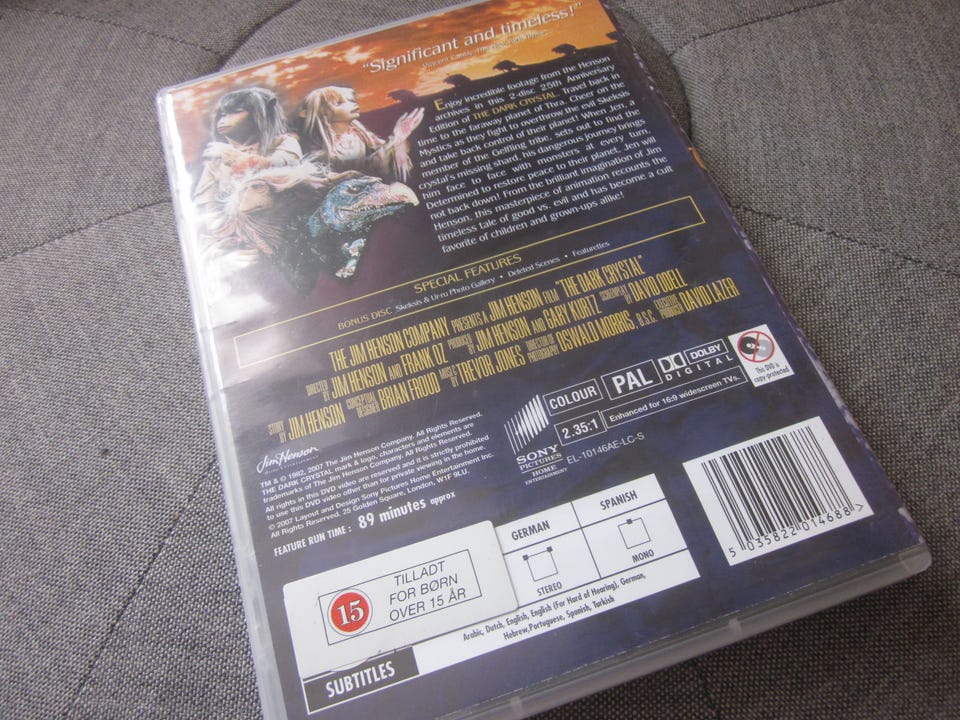 "Significant and timeless!"
Vincent Canby, The New York Times
Enjoy incredible footage from the Henson
archives in this 2-disc 25th Anniversary
Edition of THE DARK CRYSTAL. Travel back in
time to the faraway planet of Thra. Cheer on the
Mystics as they fight to overthrow the evil Skeksis
and take back control of their planet! When Jen, a
member of the Gelfling tribe, sets out to find the
crystal's missing shard, his dangerous journey brings
him face to face with monsters at every turn.
Determined to restore peace to their planet, Jen will
not back down! From the brilliant imagination of Jim
Henson, this masterpiece of animation recounts the
timeless tale of good vs. evil and has become a cult
favorite of children and grown-ups alike!
SPECIAL FEATURES
BONUS DISC Skeksis & Urru Photo Gallery • Deleted Scenes • Featurettes
THE JIM HENSON COMPANY PRESENTS A JIM HENSON FILM "THE DARK CRYSTAL"
DIRECTED BY JIM HENSON AND FRANK OZ PRODUCED BY JIM HENSON AND GARY KURTZ SCREENPLAY BY DAVID ODELL
STORY BY JIM HENSON CONCEPTUAL DESIGNER BRIAN FROUD MUSIC BY TREVOR JONES DIRECTOR OF PHOTOGRAPHY OSWALD MORRIS, B.S.C. EXECUTIVE PRODUCER DAVID LAZER
Jim Henson
HOME ENTERTAINMENT
SONY
PICTURES
HOME
ENTERTAINMENT
COLOUR
PAL
DOLBY
DIGITAL
2.35:1
Enhanced for 16:9 widescreen TVs.
EL-10146AE-LC-S
This DVD is
copy-protected
TM & © 1982, 2007 The Jim Henson Company. All Rights Reserved.
THE DARK CRYSTAL mark & logo, characters and elements are
trademarks of The Jim Henson Company. All Rights Reserved.
All rights in this DVD video are reserved and it is strictly prohibited
to use this DVD video other than for private viewing in the home.
© 2007 Layout and Design Sony Pictures Home Entertainment Inc.
All Rights Reserved. 25 Golden Square, London, W1F 9LU.
FEATURE RUN TIME : 89 minutes approx
GERMAN
SPANISH
STEREO
MONO
15
TILLADT
FOR BØRN
OVER 15 ÅR
5 035822 014688 >
SUBTITLES
Arabic, Dutch, English, English (For Hard of Hearing), German,
Hebrew, Portuguese, Spanish, Turkish